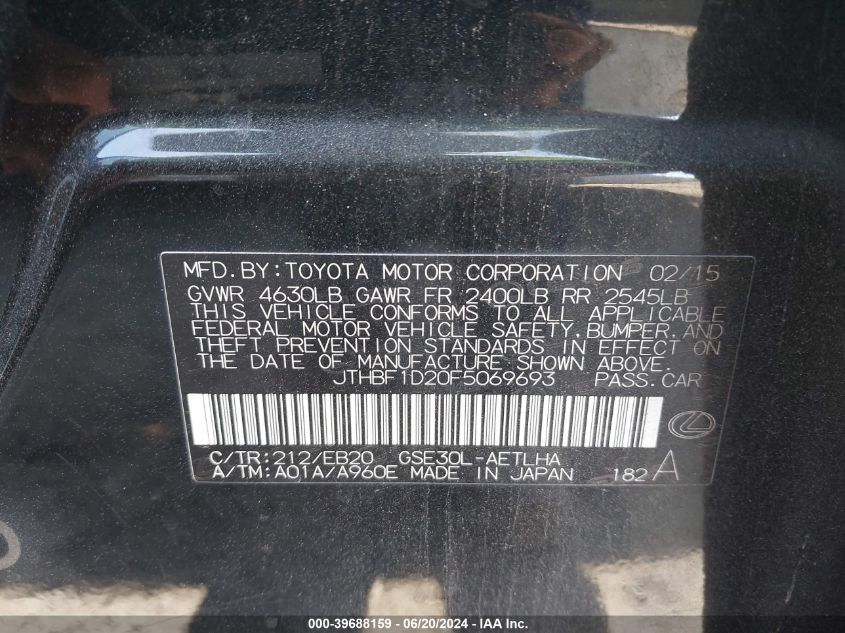 MFD.BY:TOYOTA MOTOR CORPORATION 02/15
GVWR 4630LB GAWR FR 2400LB RR 2545LB
THIS VEHICLE CONFORMS TO ALL APPLICABLE
FEDERAL MOTOR VEHICLE SAFETY,BUMPER,AND
THEFT PREVENTION STANDARDS IN EFFECT ON
THE DATE OF MANUFACTURE SHOWN ABOVE.
JTHBF1D20F5069693 PASS.CAR
C/TR:212/EB20 GSE30L-AETLHA
A/TM:A01A/A960E MADE IN JAPAN 182 A
000-39688159 — 06/20/2024 — IAA Inc.